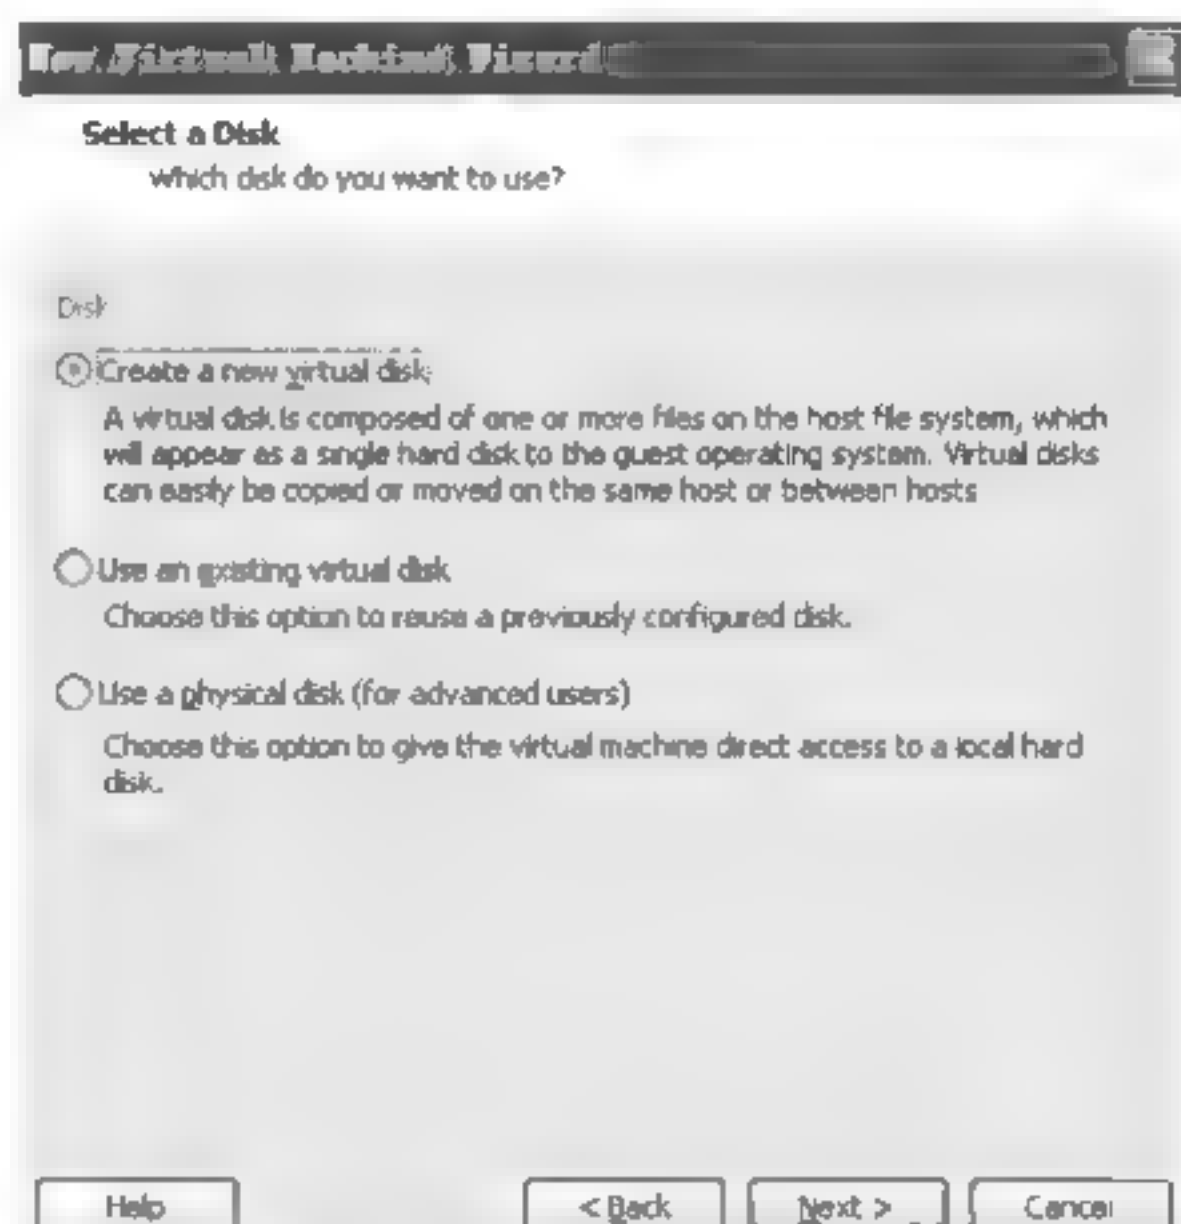 New Virtual Machine Wizard
Select a Disk
Which disk do you want to use?
Disk
Create a new virtual disk
A virtual disk is composed of one or more files on the host file system, which
will appear as a single hard disk to the guest operating system. Virtual disks
can easily be copied or moved on the same host or between hosts
Use an existing virtual disk
Choose this option to reuse a previously configured disk.
Use a physical disk (for advanced users)
Choose this option to give the virtual machine direct access to a local hard
disk.
Help < Back Next > Cancel